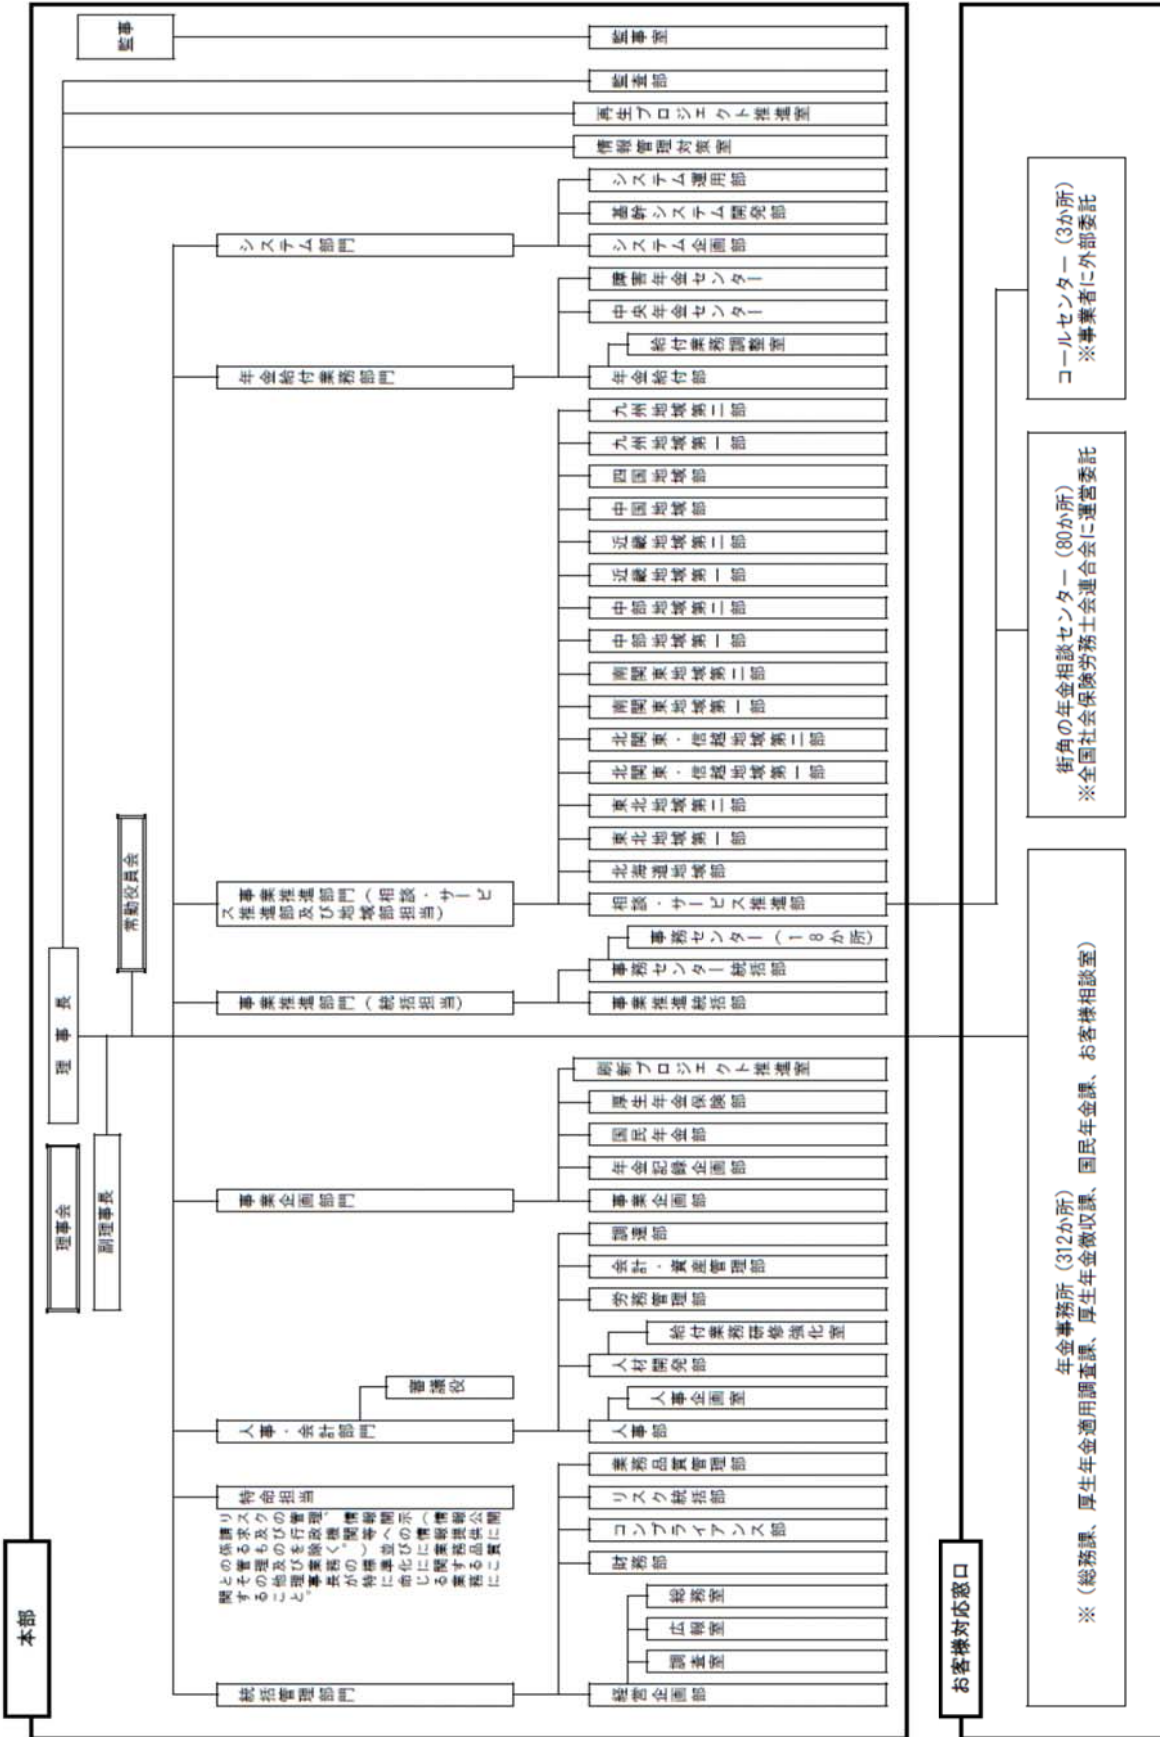 本部
理事会
理事長
副理事長
常勤役員会
監事
統括管理部門
経営企画部
調査室
広報室
総務室
財務部
コンプライアンス部
リスク統括部
業務品質管理部
特命担当
人事・会計部門
審議役
人事部
人事企画室
人材開発部
給付業務研修強化室
労務管理部
会計・資産管理部
調達部
事業企画部門
事業企画部
年金記録企画部
国民年金部
厚生年金保険部
刷新プロジェクト推進室
事業推進部門(統括担当)
事業推進統括部
事務センター統括部
事務センター(18か所)
事業推進部門(相談・サービ
ス推進部及び地域部担当)
相談・サービス推進部
北海道地域部
東北地域第一部
東北地域第二部
北関東・信越地域第一部
北関東・信越地域第二部
南関東地域第一部
南関東地域第二部
中部地域第一部
中部地域第二部
近畿地域第一部
近畿地域第二部
中国地域部
四国地域部
九州地域第一部
九州地域第二部
年金給付業務部門
年金給付部
給付業務調整室
中央年金センター
障害年金センター
システム部門
システム企画部
基幹システム開発部
システム運用部
情報管理対策室
再生プロジェクト推進室
監査部
監事室
お客様対応窓口
年金事務所(312か所)
※(総務課、厚生年金適用調査課、厚生年金徴収課、国民年金課、お客様相談室)
街角の年金相談センター(80か所)
※全国社会保険労務士会連合会に運営委託
コールセンター(3か所)
※事業者に外部委託